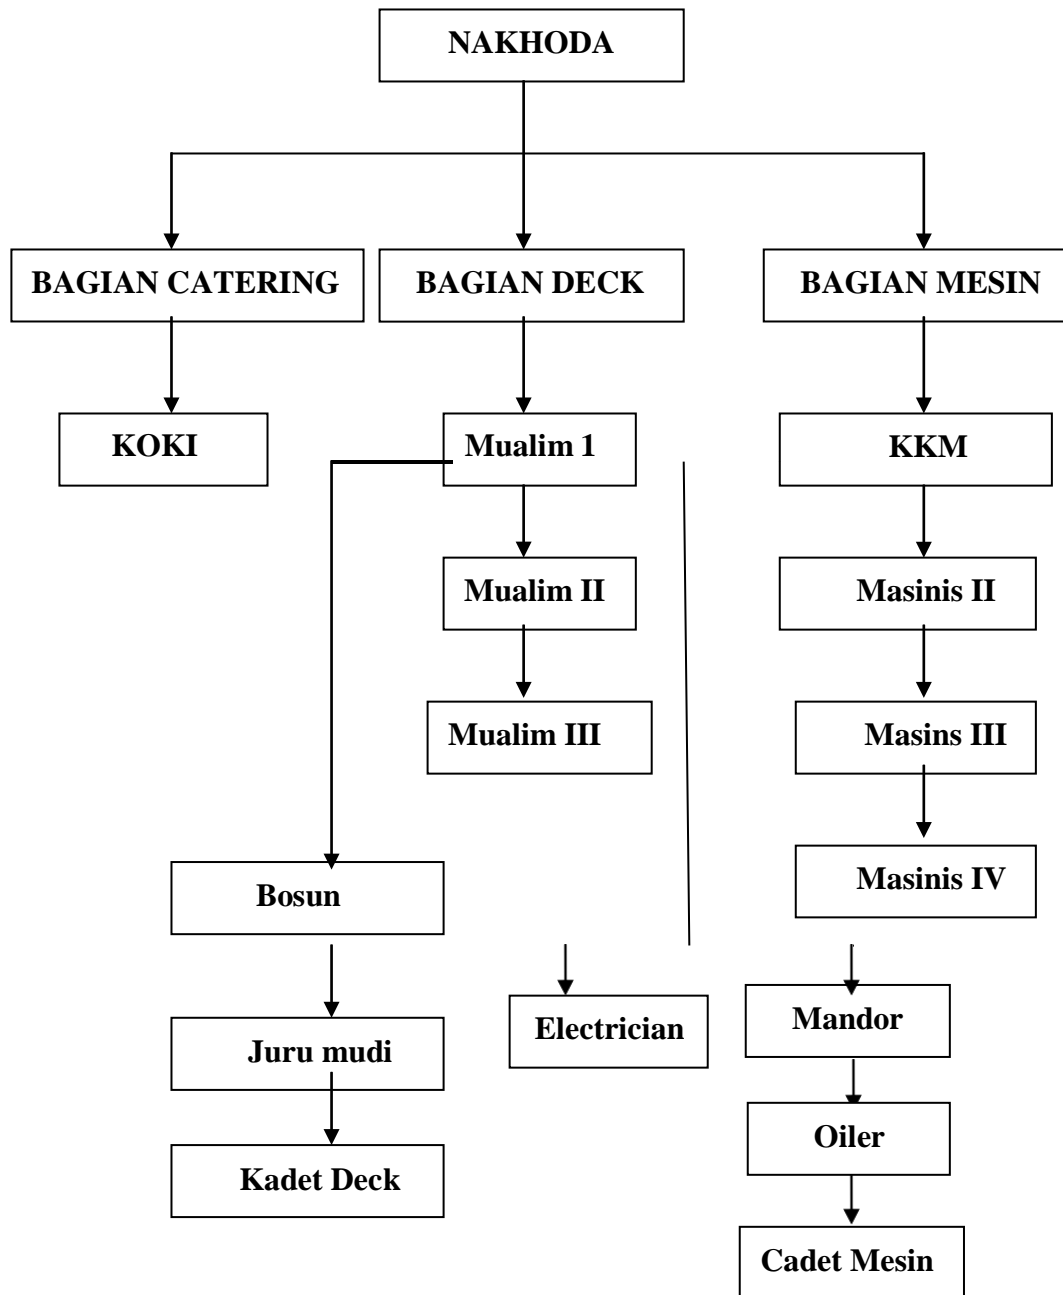 NAKHODA
BAGIAN CATERING
BAGIAN DECK
BAGIAN MESIN
KOKI
Mualim 1
KKM
Mualim II
Masinis II
Mualim III
Masins III
Masinis IV
Bosun
Electrician
Mandor
Juru mudi
Oiler
Kadet Deck
Cadet Mesin